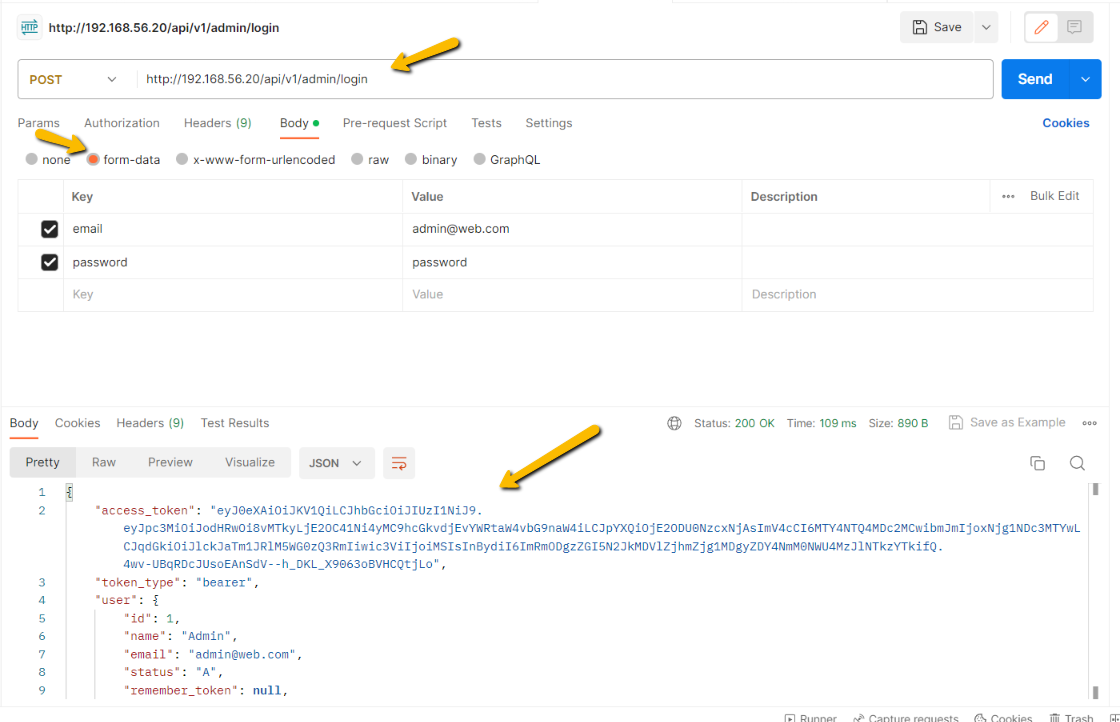 HTTP http://192.168.56.20/api/v1/admin/login Save
POST http://192.168.56.20/api/v1/admin/login Send
Params Authorization Headers (9) Body Pre-request Script Tests Settings Cookies
none form-data x-www-form-urlencoded raw binary GraphQL
Key Value Description Bulk Edit
email admin@web.com
password password
Key Value Description
Body Cookies Headers (9) Test Results Status: 200 OK Time: 109 ms Size: 890 B Save as Example
Pretty Raw Preview Visualize JSON
1 {
2 "access_token": "eyJ0eXAiOiJKV1QiLCJhbGciOiJIUzI1NiJ9.
eyJpc3MiOiJodHRwOi8vMTkyLjE2OC41Ni4yMC9hcGkvdjEvYWRtaW4vbG9naW4iLCJpYXQiOjE2ODU0NzcxNjAsImV4cCI6MTY4NTQ4MDc2MCwibmJmIjoxNjg1NDc3MTYwL
CJqdGkiOiJlckJaTm1JRlM5WG0zQ3RmIiwic3ViIjoiMSIsInBydiI6ImRmODgzZGI5N2JkMDVlZjhmZjg1MDgyZDY4NmM0NWU4MzJlNTkzYTkifQ.
4wv-UBqRDcJUsoEAnSdV--h_DKL_X9063oBVHCQtjLo",
3 "token_type": "bearer",
4 "user": {
5 "id": 1,
6 "name": "Admin",
7 "email": "admin@web.com",
8 "status": "A",
9 "remember_token": null,
Runner Capture requests Cookies Trash